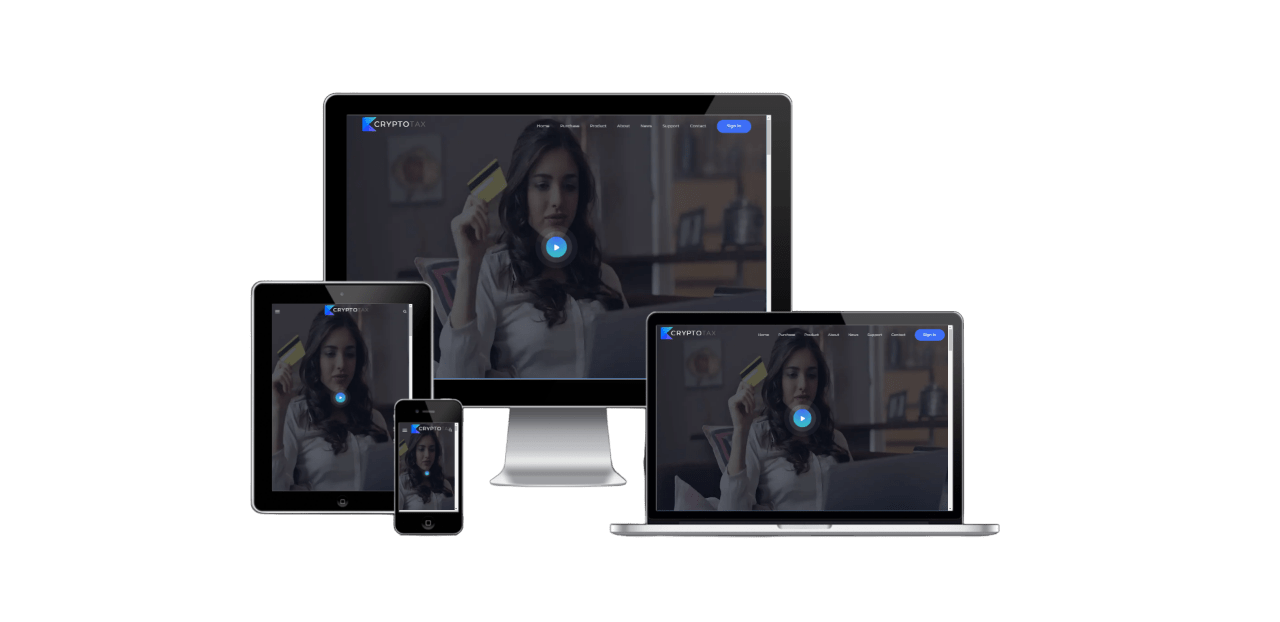 CRYPTOTAX Home Purchase Product About News Support Contact Sign In
CRYPTOTAX
CRYPTOTAX Home Purchase Product About News Support Contact Sign In
CRYPTOTAX